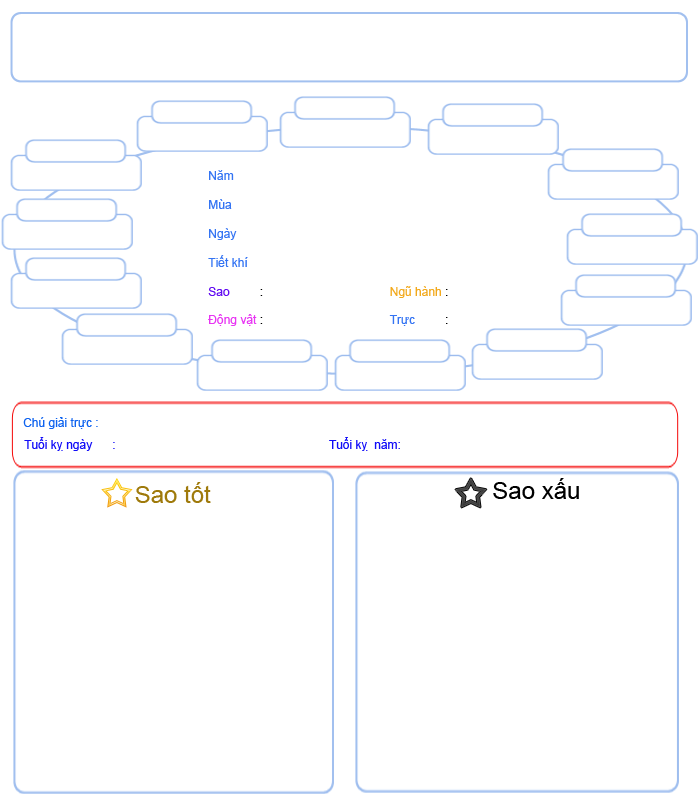 Năm
Mùa
Ngày
Tiết khí
Sao : Ngũ hành :
Động vật : Trực :
Chú giải trực :
Tuổi kỵ ngày : Tuổi kỵ năm:
Sao tốt
Sao xấu